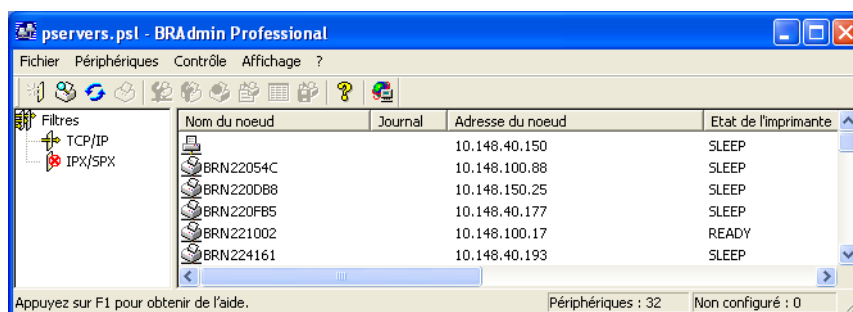 pservers.psl - BRAdmin Professional
Fichier Périphériques Contrôle Affichage ?
Filtres
TCP/IP
IPX/SPX
Nom du noeud Journal Adresse du noeud Etat de l'imprimante
10.148.40.150 SLEEP
BRN22054C 10.148.100.88 SLEEP
BRN220DB8 10.148.150.25 SLEEP
BRN220FB5 10.148.40.177 SLEEP
BRN221002 10.148.100.17 READY
BRN224161 10.148.40.193 SLEEP
Appuyez sur F1 pour obtenir de l'aide. Périphériques : 32 Non configuré : 0